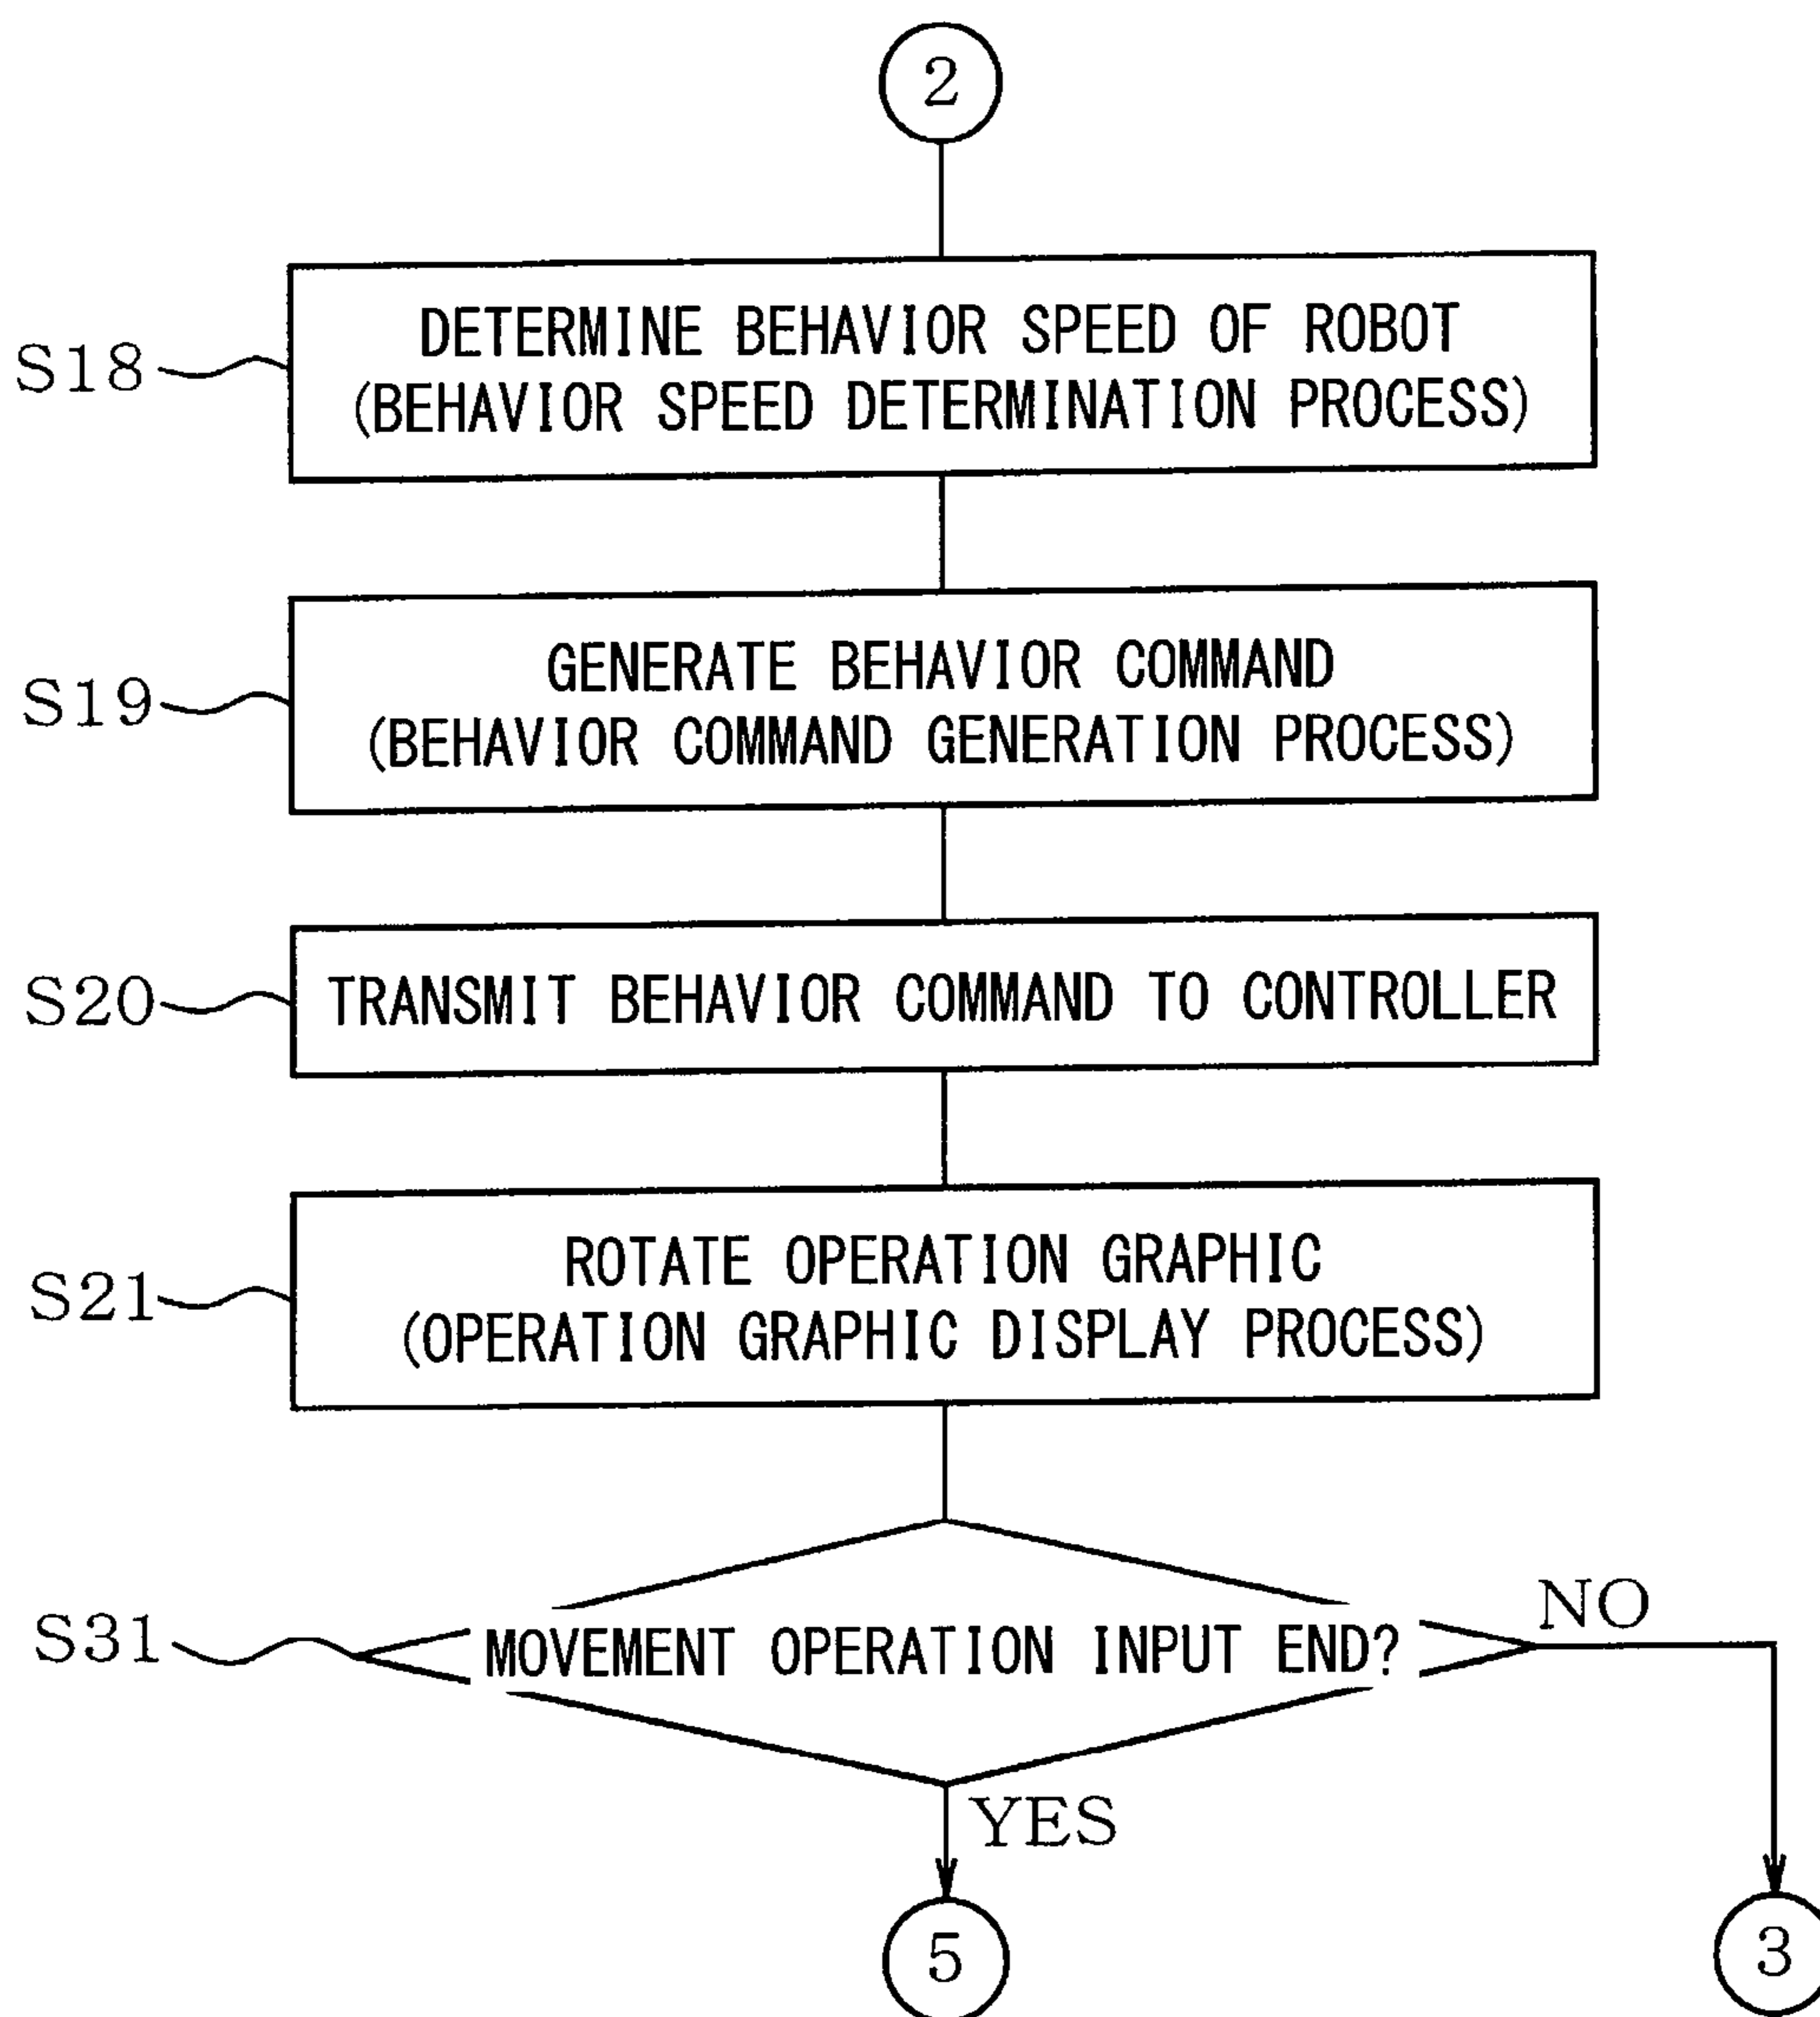 2
S18
DETERMINE BEHAVIOR SPEED OF ROBOT
(BEHAVIOR SPEED DETERMINATION PROCESS)
S19
GENERATE BEHAVIOR COMMAND
(BEHAVIOR COMMAND GENERATION PROCESS)
S20
TRANSMIT BEHAVIOR COMMAND TO CONTROLLER
S21
ROTATE OPERATION GRAPHIC
(OPERATION GRAPHIC DISPLAY PROCESS)
S31
MOVEMENT OPERATION INPUT END?
NO
YES
5
3